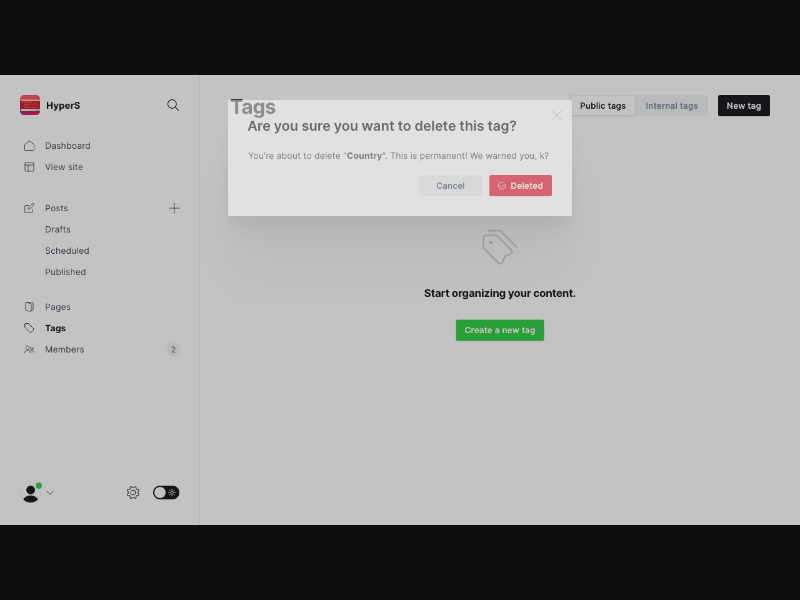 HyperS
Dashboard
View site
Posts
Drafts
Scheduled
Published
Pages
Tags
Members
2
Tags
Public tags
Internal tags
New tag
Are you sure you want to delete this tag?
You're about to delete "Country". This is permanent! We warned you, k?
Cancel
Deleted
Start organizing your content.
Create a new tag